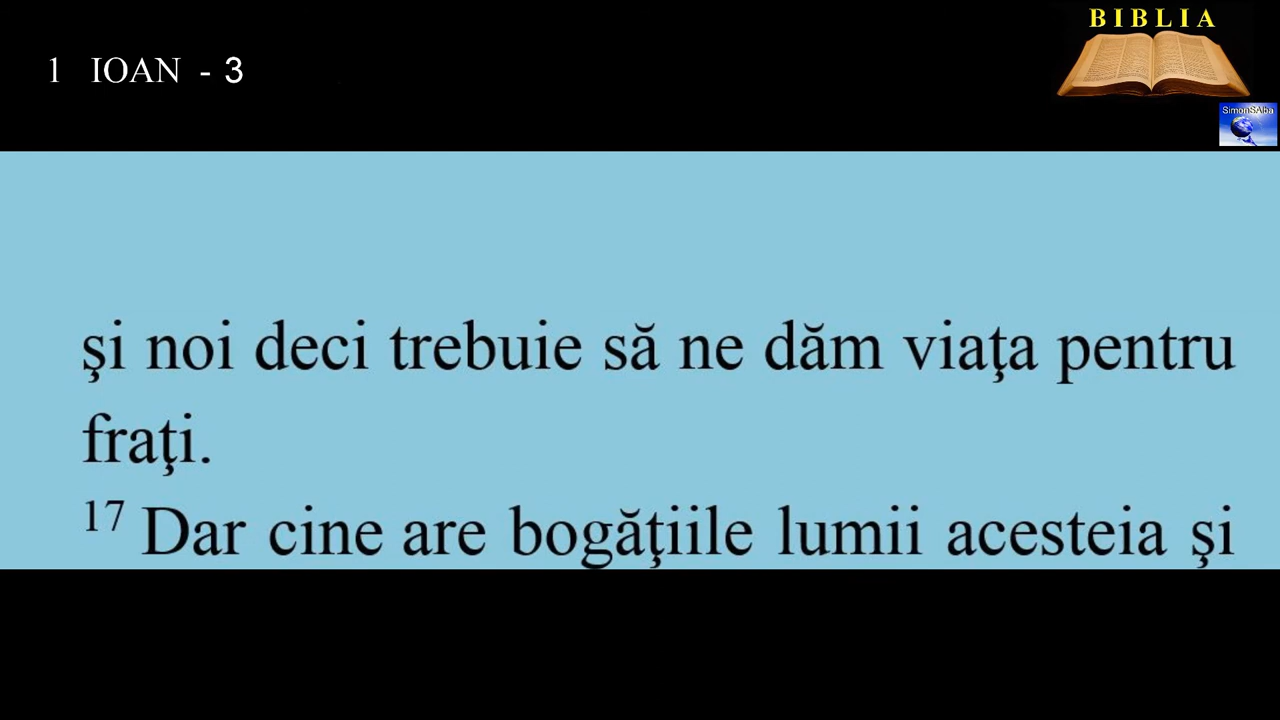 BIBLIA
1 IOAN - 3
SimonSAlba
şi noi deci trebuie să ne dăm viaţa pentru
fraţi.
17 Dar cine are bogăţiile lumii acesteia şi